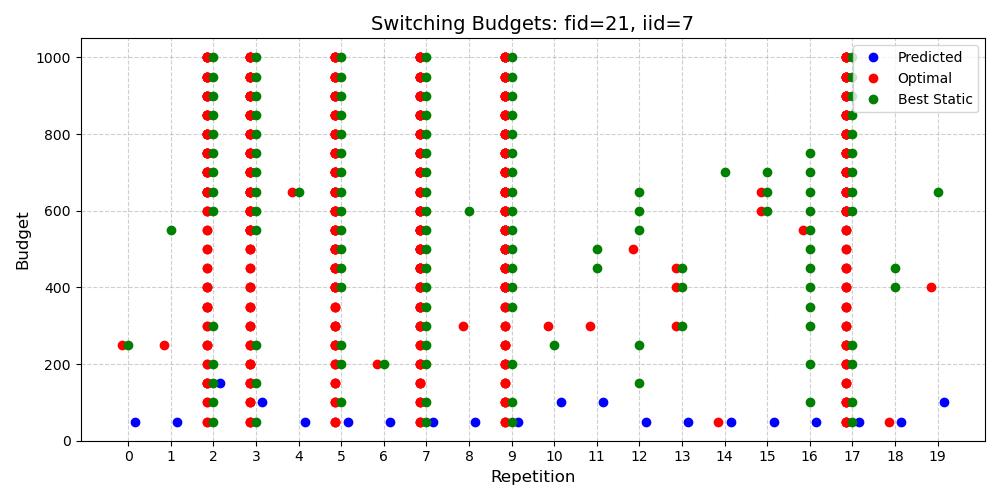 Switching Budgets: fid=21, iid=7
Predicted
Optimal
Best Static
Budget
1000
800
600
400
200
0
0 1 2 3 4 5 6 7 8 9 10 11 12 13 14 15 16 17 18 19
Repetition